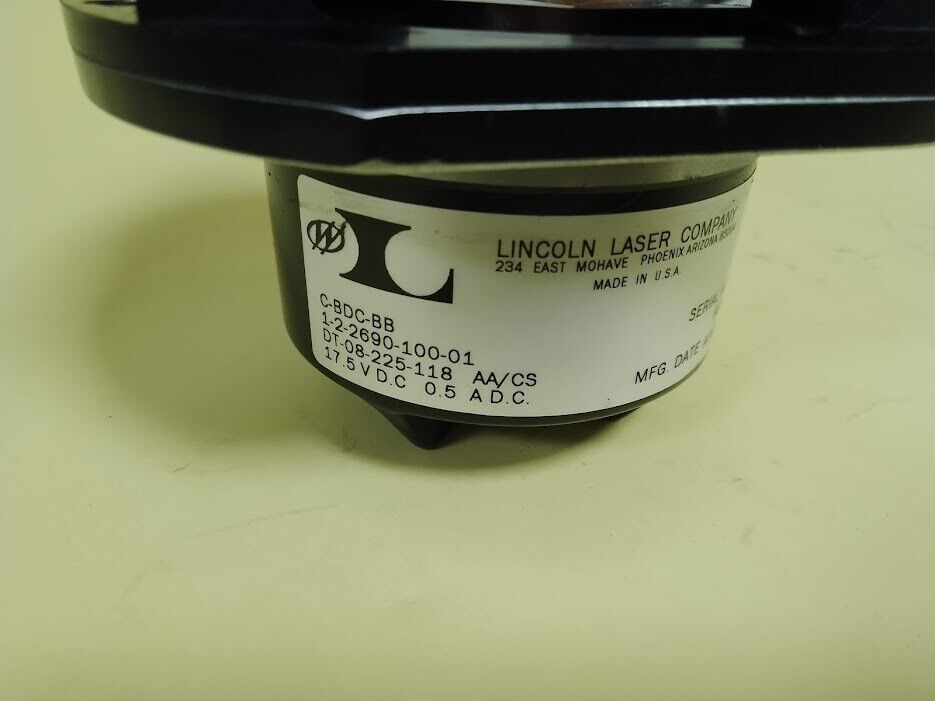 LINCOLN LASER COMPANY
234 EAST MOHAVE PHOENIX ARIZONA
MADE IN U.S.A.
SERIAL
MFG. DATE
C-BDC-BB
1-2-2690-100-01
DT-08-225-118 AA/CS
17.5 V D.C 0.5 A D.C.